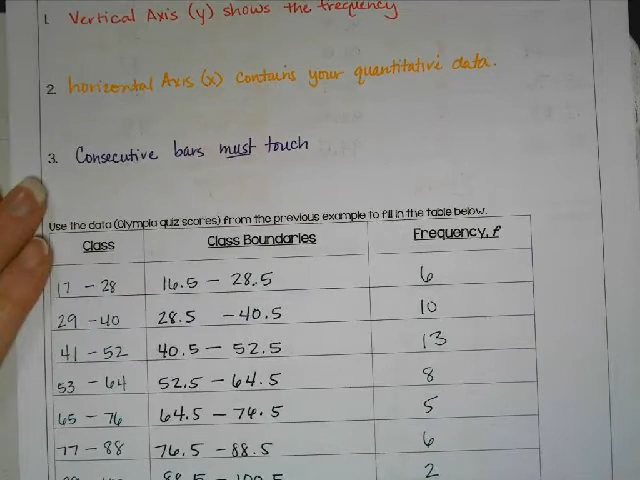 1. Vertical Axis (y) shows the frequency
2. horizontal Axis (x) contains your quantitative data.
3. Consecutive bars must touch
Use the data (Olympia quiz scores) from the previous example to fill in the table below.
Class Class Boundaries Frequency, f
17 - 28 16.5 - 28.5 6
29 - 40 28.5 - 40.5 10
41 - 52 40.5 - 52.5 13
53 - 64 52.5 - 64.5 8
65 - 76 64.5 - 76.5 5
77 - 88 76.5 - 88.5 6
88.5 - 100.5 2